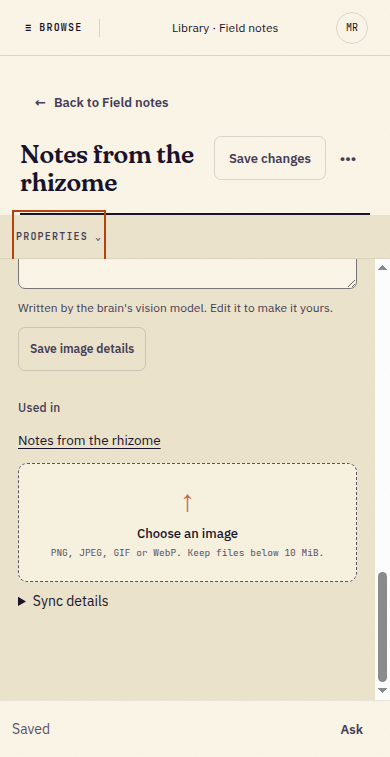 ≡ BROWSE
Library · Field notes
MR
← Back to Field notes
Notes from the
rhizome
Save changes
•••
PROPERTIES ⌄
Written by the brain's vision model. Edit it to make it yours.
Save image details
Used in
Notes from the rhizome
↑
Choose an image
PNG, JPEG, GIF or WebP. Keep files below 10 MiB.
▶ Sync details
Saved
Ask